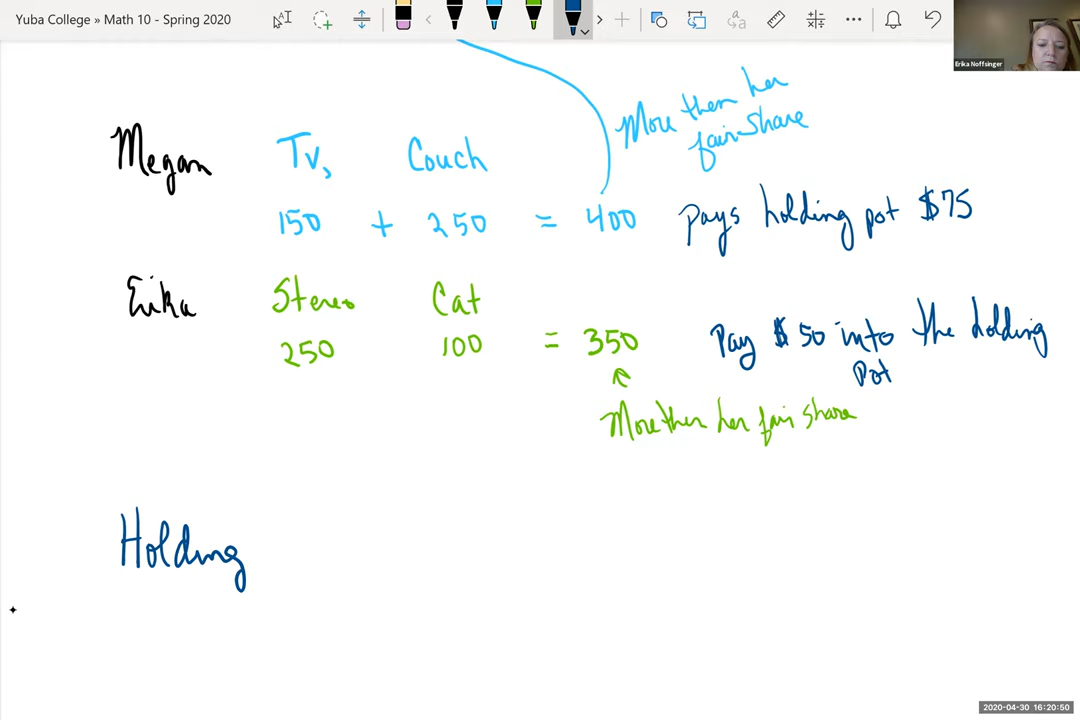 Yuba College » Math 10 - Spring 2020
Erika Noffsinger
More then her
fair share
Megan Tv, Couch
150 + 250 = 400 Pays holding pot $75
Erika Stereo Cat
250 100 = 350 Pay $50 into the holding
Pot
More then her fair share
Holding
2020-04-30 16:20:50